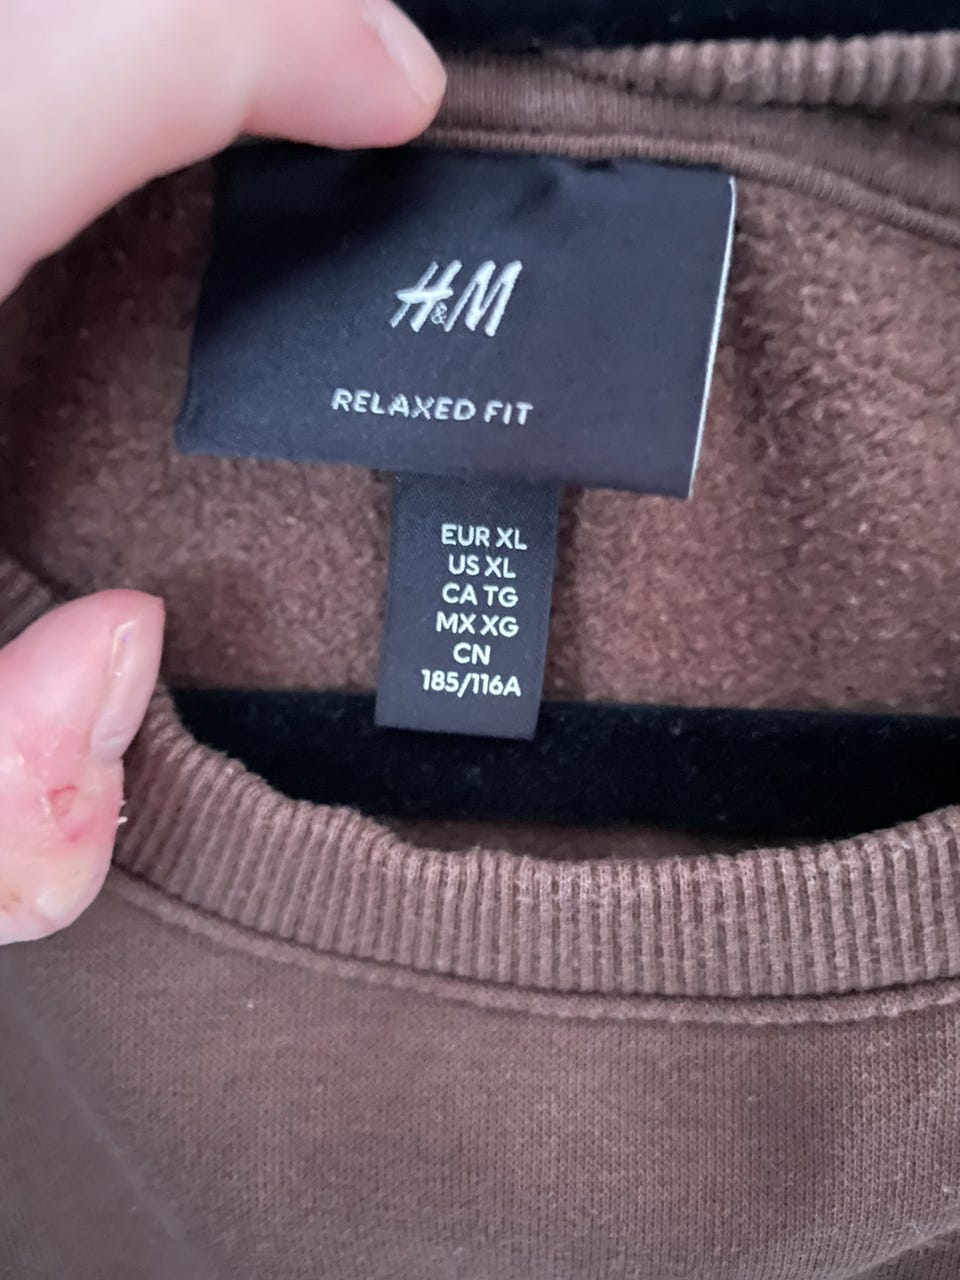 H&M
RELAXED FIT
EUR XL
US XL
CA TG
MX XG
CN
185/116A